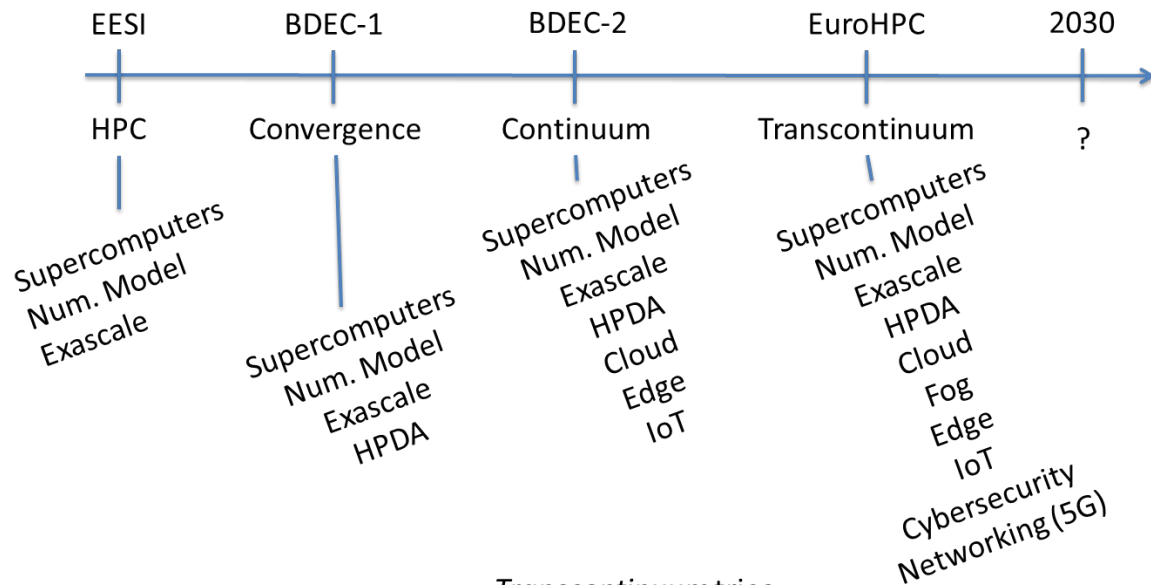 EESI
BDEC-1
BDEC-2
EuroHPC
2030
HPC
Convergence
Continuum
Transcontinuum
?
Supercomputers
Num. Model
Exascale
Supercomputers
Num. Model
Exascale
HPDA
Supercomputers
Num. Model
Exascale
HPDA
Cloud
Edge
IoT
Supercomputers
Num. Model
Exascale
HPDA
Cloud
Fog
Edge
IoT
Cybersecurity
Networking (5G)